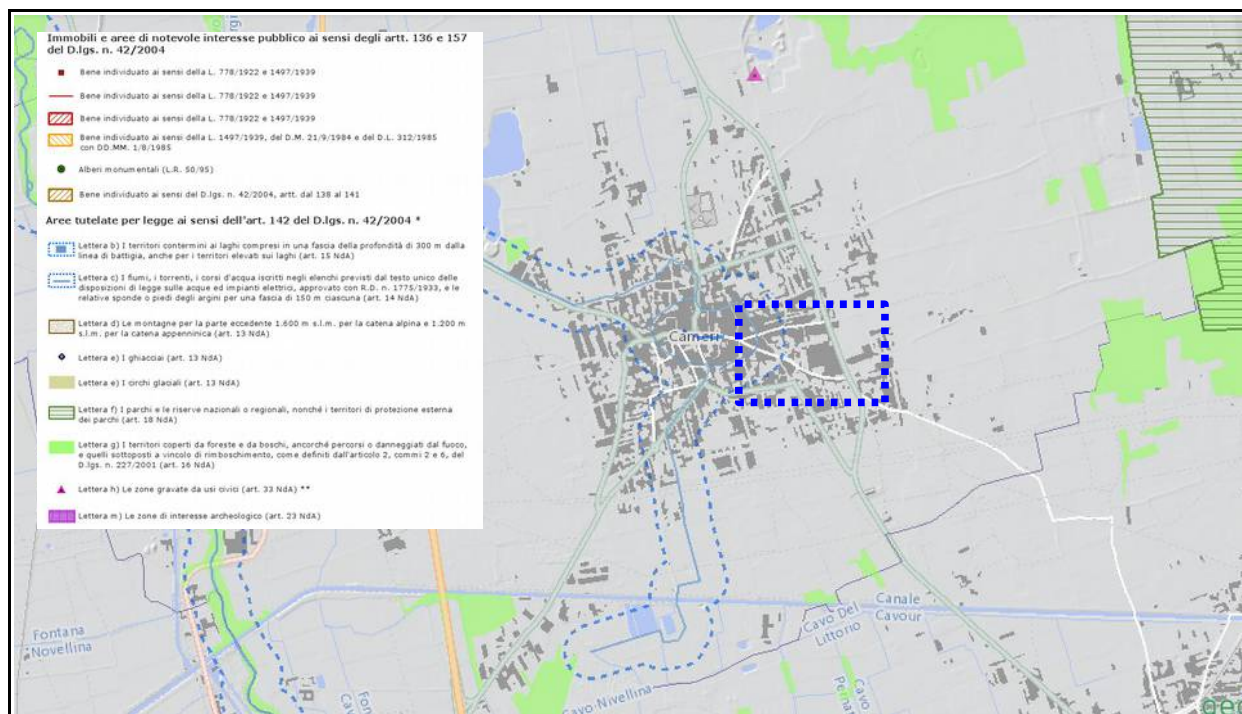 Immobili e aree di notevole interesse pubblico ai sensi degli artt. 136 e 157
del D.lgs. n. 42/2004
Bene individuato ai sensi della L. 778/1922 e 1497/1939
Bene individuato ai sensi della L. 778/1922 e 1497/1939
Bene individuato ai sensi della L. 778/1922 e 1497/1939
Bene individuato ai sensi della L. 1497/1939, del D.M. 21/9/1984 e del D.L. 312/1985
con DD.MM. 1/8/1985
Alberi monumentali (L.R. 50/95)
Bene individuato ai sensi del D.lgs. n. 42/2004, artt. dal 138 al 141
Aree tutelate per legge ai sensi dell'art. 142 del D.lgs. n. 42/2004 *
Lettera b) I territori contermini ai laghi compresi in una fascia della profondità di 300 m dalla
linea di battigia, anche per i territori elevati sui laghi (art. 15 NdA)
Lettera c) I fiumi, i torrenti, i corsi d'acqua iscritti negli elenchi previsti dal testo unico delle
disposizioni di legge sulle acque ed impianti elettrici, approvato con R.D. n. 1775/1933, e le
relative sponde o piedi degli argini per una fascia di 150 m ciascuna (art. 14 NdA)
Lettera d) Le montagne per la parte eccedente 1.600 m s.l.m. per la catena alpina e 1.200 m
s.l.m. per la catena appenninica (art. 13 NdA)
Lettera e) I ghiacciai (art. 13 NdA)
Lettera e) I circhi glaciali (art. 13 NdA)
Lettera f) I parchi e le riserve nazionali o regionali, nonché i territori di protezione esterna
dei parchi (art. 18 NdA)
Lettera g) I territori coperti da foreste e da boschi, ancorché percorsi o danneggiati dal fuoco,
e quelli sottoposti a vincolo di rimboschimento, come definiti dall'articolo 2, commi 2 e 6, del
D.lgs. n. 227/2001 (art. 16 NdA)
Lettera h) Le zone gravate da usi civici (art. 33 NdA) **
Lettera m) Le zone di interesse archeologico (art. 23 NdA)
Cameri
Fontana
Novellina
Canale
Cavour
Cavo Del
Littorio
Cavo
Cavo Nivellina